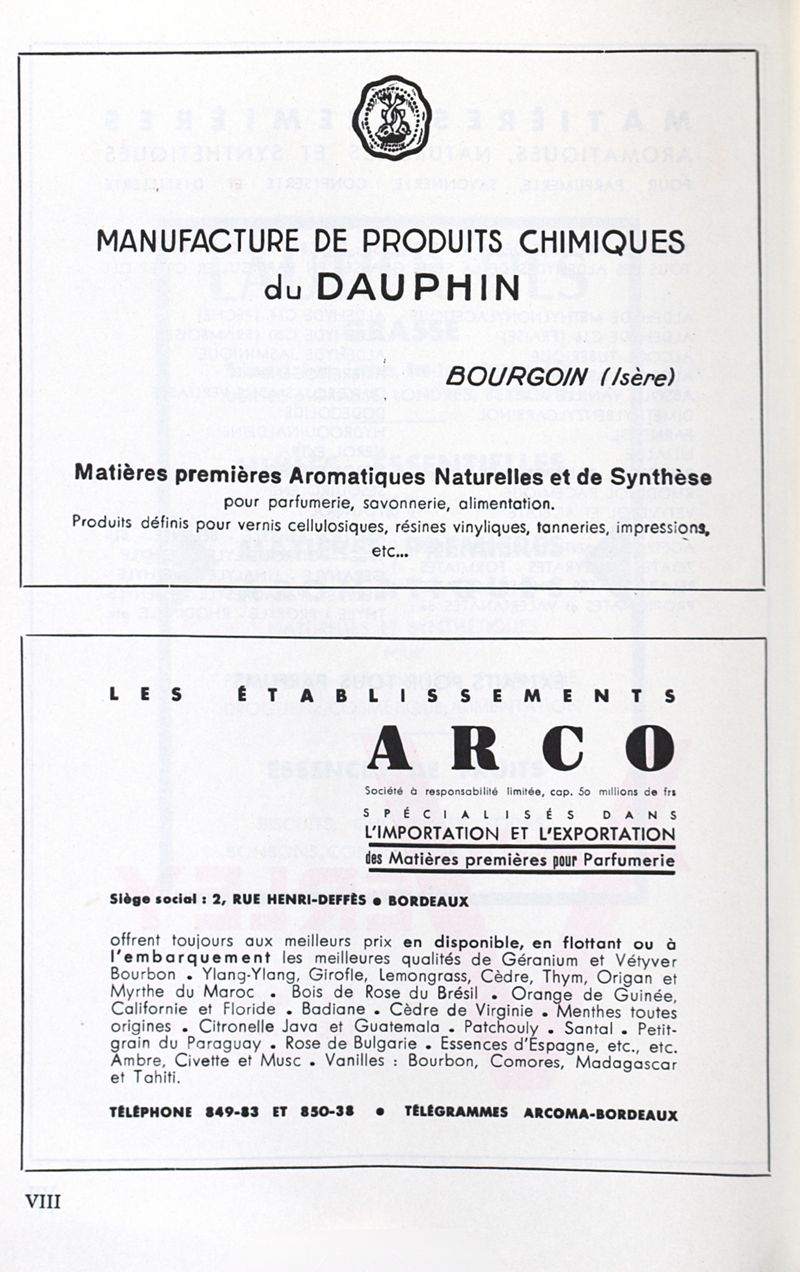 MANUFACTURE DE PRODUITS CHIMIQUES
du DAUPHIN
BOURGOIN (Isère)
Matières premières Aromatiques Naturelles et de Synthèse
pour parfumerie, savonnerie, alimentation.
Produits définis pour vernis cellulosiques, résines vinyliques, tanneries, impressions,
etc...
LES ÉTABLISSEMENTS
ARCO
Société à responsabilité limitée, cap. 50 millions de frs
SPÉCIALISÉS DANS
L'IMPORTATION ET L'EXPORTATION
des Matières premières pour Parfumerie
Siège social : 2, RUE HENRI-DEFFÈS • BORDEAUX
offrent toujours aux meilleurs prix en disponible, en flottant ou à
l'embarquement les meilleures qualités de Géranium et Vétyver
Bourbon • Ylang-Ylang, Girofle, Lemongrass, Cèdre, Thym, Origan et
Myrthe du Maroc • Bois de Rose du Brésil • Orange de Guinée,
Californie et Floride • Badiane • Cèdre de Virginie • Menthes toutes
origines • Citronelle Java et Guatemala • Patchouly • Santal • Petit-
grain du Paraguay • Rose de Bulgarie • Essences d'Espagne, etc., etc.
Ambre, Civette et Musc • Vanilles : Bourbon, Comores, Madagascar
et Tahiti.
TÉLÉPHONE 849-83 ET 850-38 • TÉLÉGRAMMES ARCOMA-BORDEAUX
VIII